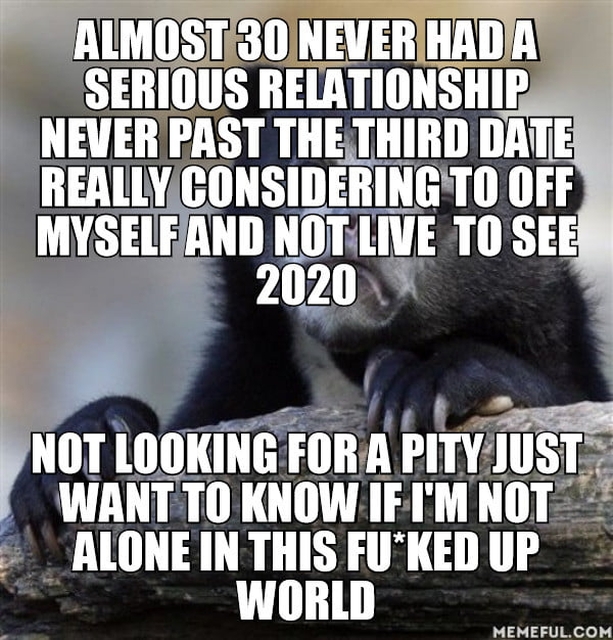 ALMOST 30 NEVER HAD A
SERIOUS RELATIONSHIP
NEVER PAST THE THIRD DATE
REALLY CONSIDERING TO OFF
MYSELF AND NOT LIVE TO SEE
2020
NOT LOOKING FOR A PITY JUST
WANT TO KNOW IF I'M NOT
ALONE IN THIS FU*KED UP
WORLD
MEMEFUL.COM